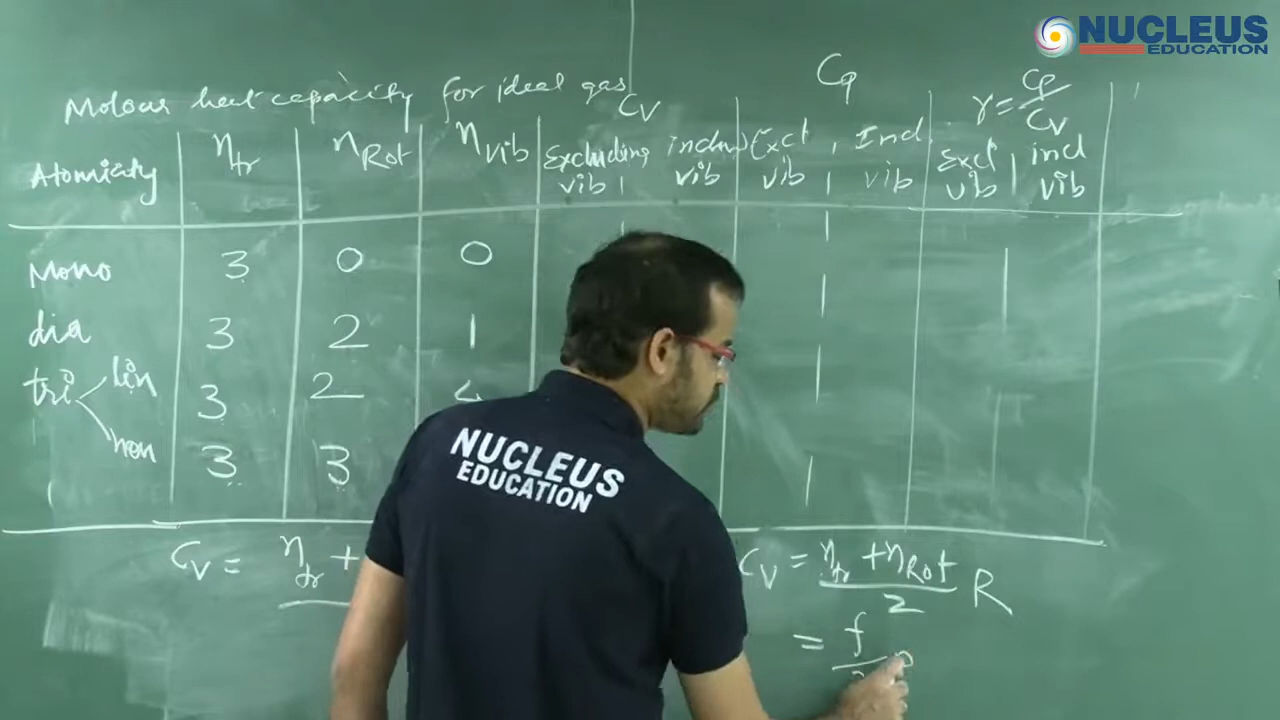 NUCLEUS
EDUCATION
Molous heat capacity for ideal gas
Atomicity | ηtr | ηRot | ηvib | CV | Cp | γ = CP/CV
Excluding vib | inclu vib | Excl vib | Incl. vib | Excl vib | incl vib
Mono 3 0 0
dia 3 2 1
tri lin 3 2
non 3 3
NUCLEUS
EDUCATION
CV = ηtr +
CV = ηtr + ηRot / 2 R
= f